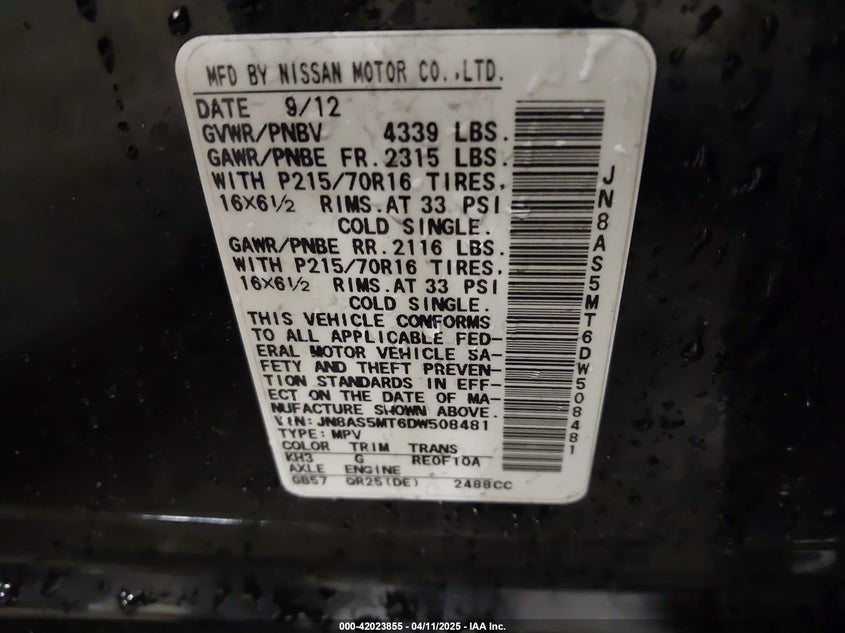 MFD BY NISSAN MOTOR CO.,LTD.
DATE 9/12
GVWR/PNBV 4339 LBS.
GAWR/PNBE FR. 2315 LBS.
WITH P215/70R16 TIRES,
16X6½ RIMS. AT 33 PSI
COLD SINGLE.
GAWR/PNBE RR. 2116 LBS.
WITH P215/70R16 TIRES.
16X6½ RIMS. AT 33 PSI
COLD SINGLE.
THIS VEHICLE CONFORMS
TO ALL APPLICABLE FED-
ERAL MOTOR VEHICLE SA-
FETY AND THEFT PREVEN-
TION STANDARDS IN EFF-
ECT ON THE DATE OF MA-
NUFACTURE SHOWN ABOVE.
VIN: JN8AS5MT6DW508481
TYPE: MPV
COLOR TRIM TRANS
KH3 G RE0F10A
AXLE ENGINE
GB57 QR25(DE) 2488CC
JN8AS5MT6DW508481
000-42023855 - 04/11/2025 - IAA Inc.